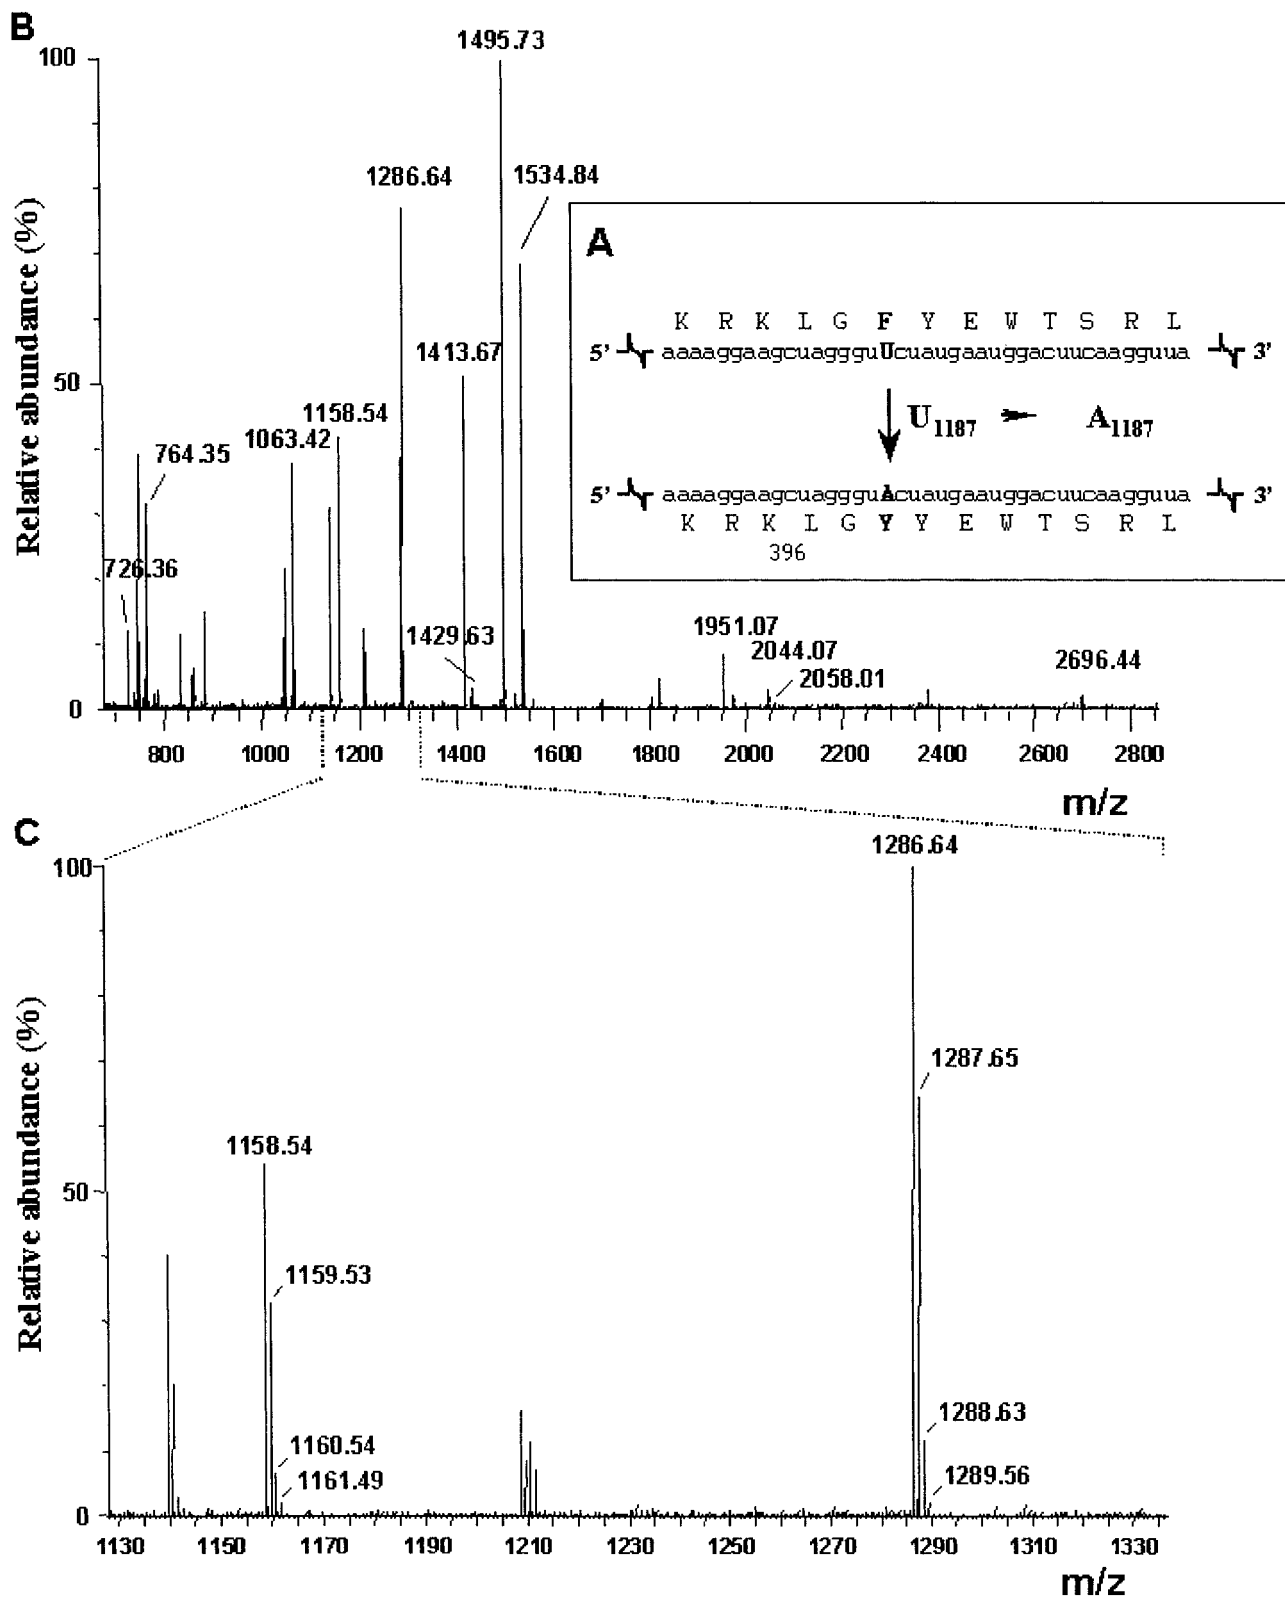 B
1495.73
100
1286.64
1534.84
A
K R K L G F Y E W T S R L
5' aaaaggaagcuaggguUcuaugaauggacuucaagguua 3'
U1187 A1187
5' aaaaggaagcuaggguAcuaugaauggacuucaagguua 3'
K R K L G Y Y E W T S R L
396
Relative abundance (%)
1413.67
50
1158.54
1063.42
764.35
726.36
1429.63
1951.07
2044.07
2058.01
2696.44
0
800 1000 1200 1400 1600 1800 2000 2200 2400 2600 2800
m/z
C
1286.64
100
1287.65
Relative abundance (%)
1158.54
50
1159.53
1288.63
1160.54
1289.56
1161.49
0
1130 1150 1170 1190 1210 1230 1250 1270 1290 1310 1330
m/z